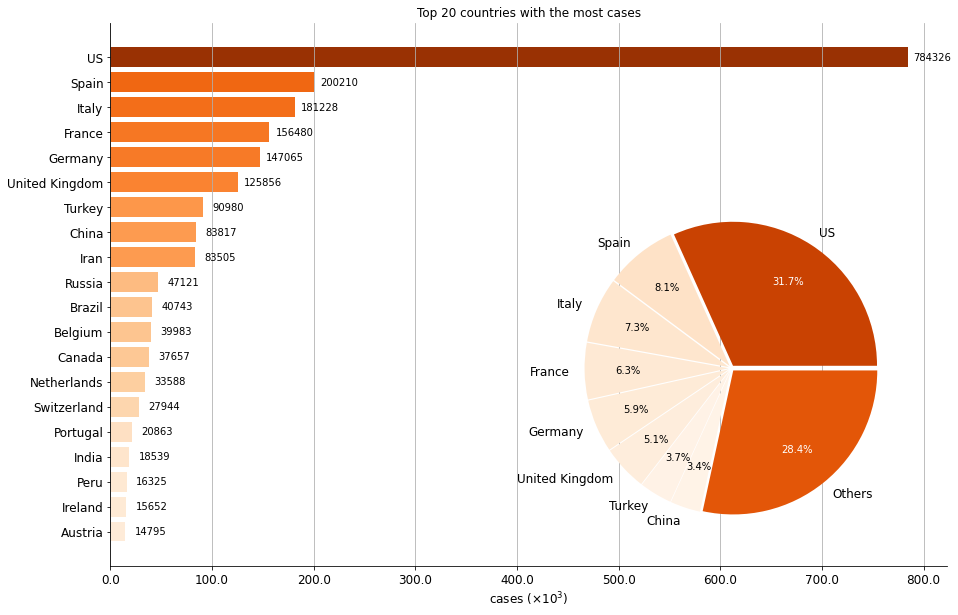 Top 20 countries with the most cases
US 784326
Spain 200210
Italy 181228
France 156480
Germany 147065
United Kingdom 125856
Turkey 90980
China 83817
Iran 83505
Russia 47121
Brazil 40743
Belgium 39983
Canada 37657
Netherlands 33588
Switzerland 27944
Portugal 20863
India 18539
Peru 16325
Ireland 15652
Austria 14795
US
31.7%
Spain
8.1%
Italy
7.3%
France
6.3%
Germany
5.9%
United Kingdom
5.1%
Turkey
3.7%
China
3.4%
Others
28.4%
0.0 100.0 200.0 300.0 400.0 500.0 600.0 700.0 800.0
cases (×10³)